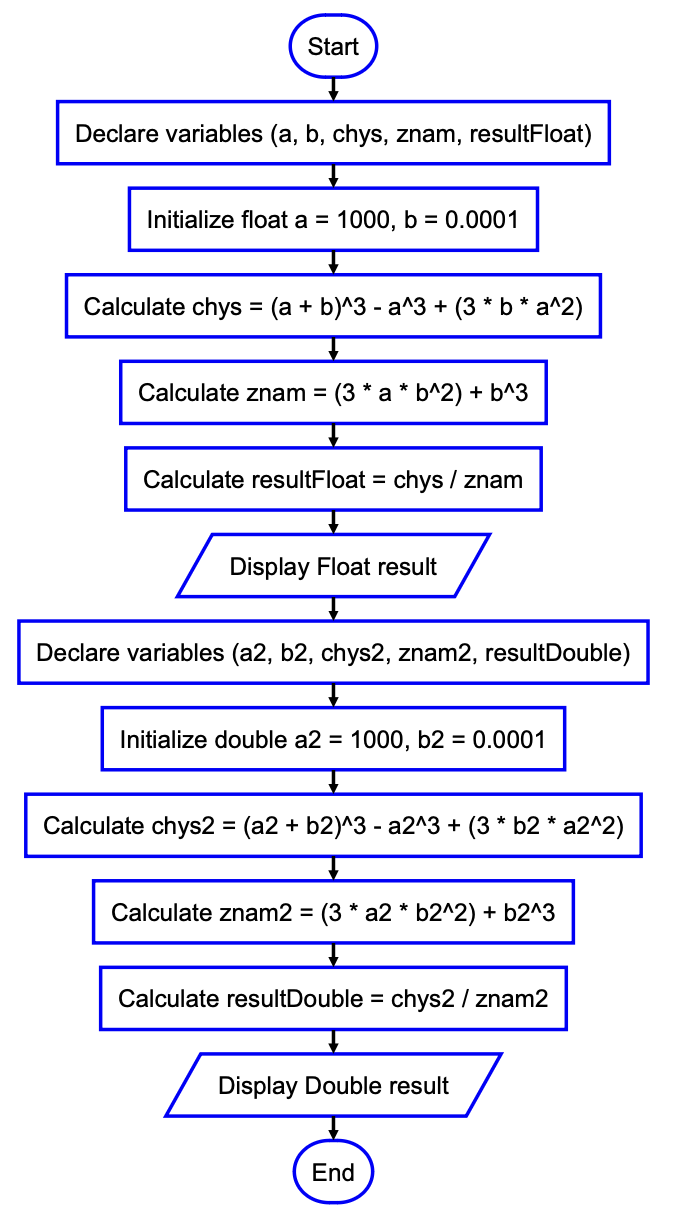 Start
Declare variables (a, b, chys, znam, resultFloat)
Initialize float a = 1000, b = 0.0001
Calculate chys = (a + b)^3 - a^3 + (3 * b * a^2)
Calculate znam = (3 * a * b^2) + b^3
Calculate resultFloat = chys / znam
Display Float result
Declare variables (a2, b2, chys2, znam2, resultDouble)
Initialize double a2 = 1000, b2 = 0.0001
Calculate chys2 = (a2 + b2)^3 - a2^3 + (3 * b2 * a2^2)
Calculate znam2 = (3 * a2 * b2^2) + b2^3
Calculate resultDouble = chys2 / znam2
Display Double result
End